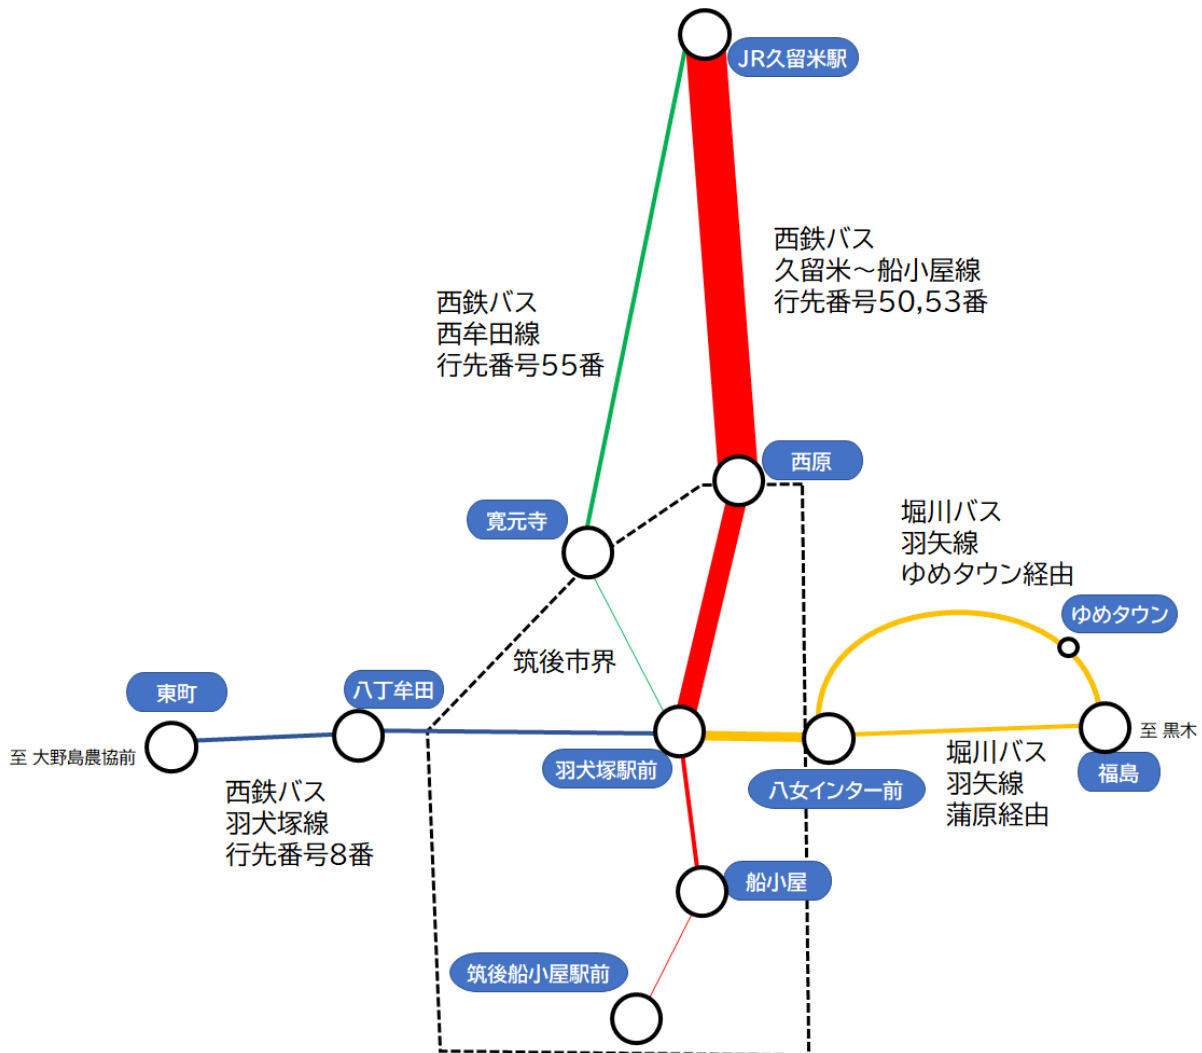 JR久留米駅
西鉄バス
久留米～船小屋線
行先番号50,53番
西鉄バス
西牟田線
行先番号55番
西原
寛元寺
堀川バス
羽矢線
ゆめタウン経由
ゆめタウン
筑後市界
八丁牟田
東町
至 大野島農協前
羽犬塚駅前
八女インター前
至 黒木
福島
堀川バス
羽矢線
蒲原経由
西鉄バス
羽犬塚線
行先番号8番
船小屋
筑後船小屋駅前